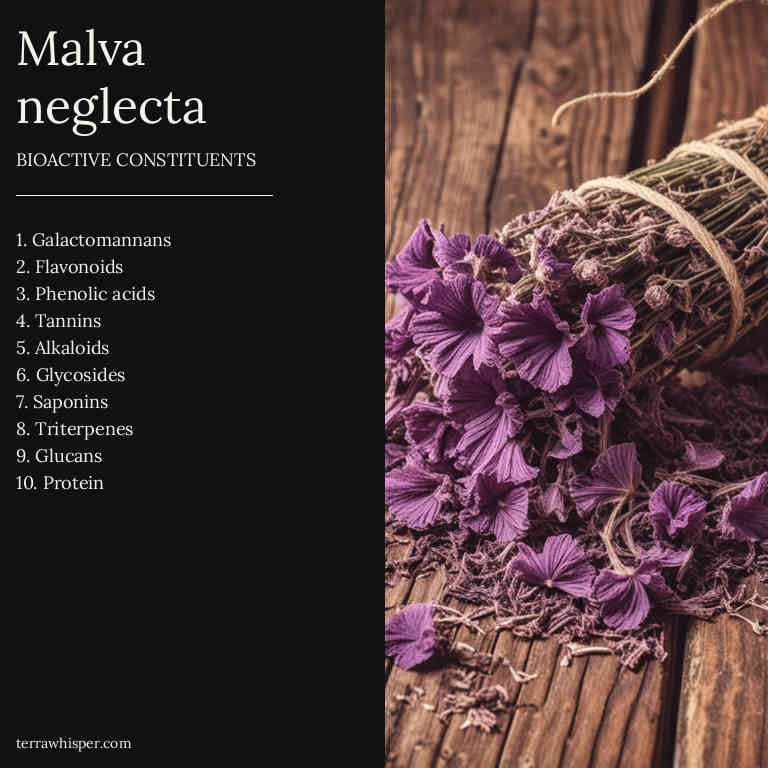 Malva
neglecta
BIOACTIVE CONSTITUENTS
1. Galactomannans
2. Flavonoids
3. Phenolic acids
4. Tannins
5. Alkaloids
6. Glycosides
7. Saponins
8. Triterpenes
9. Glucans
10. Protein
terrawhisper.com